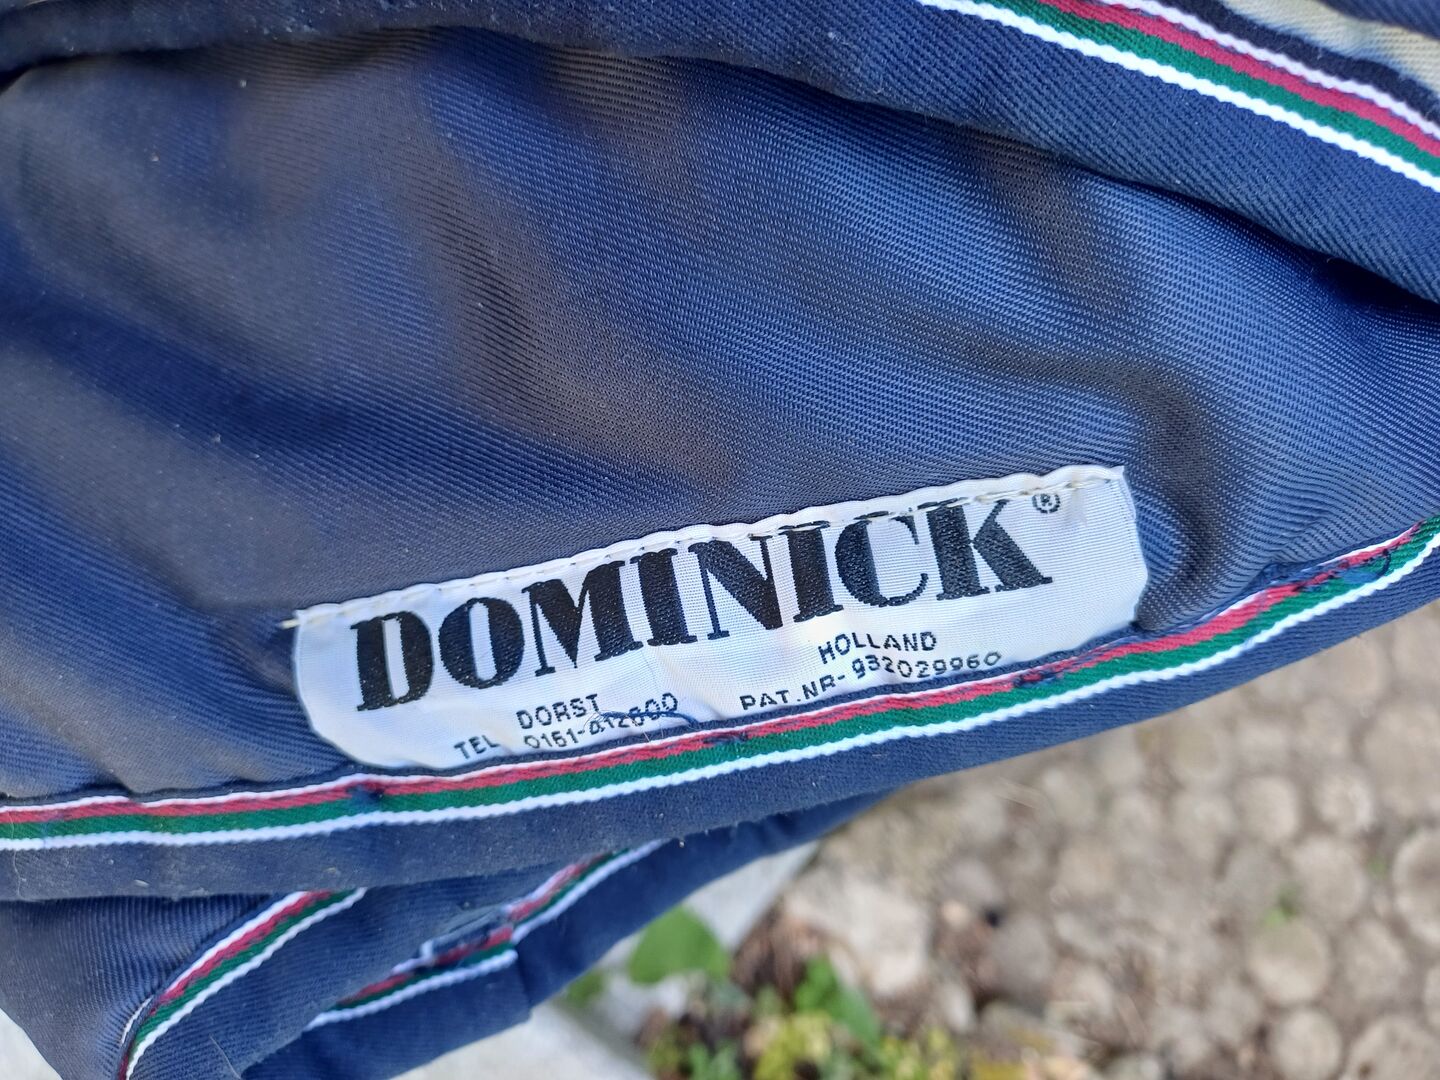 DOMINICK®
DORST HOLLAND
TEL 0161-412600 PAT.NR-932029960